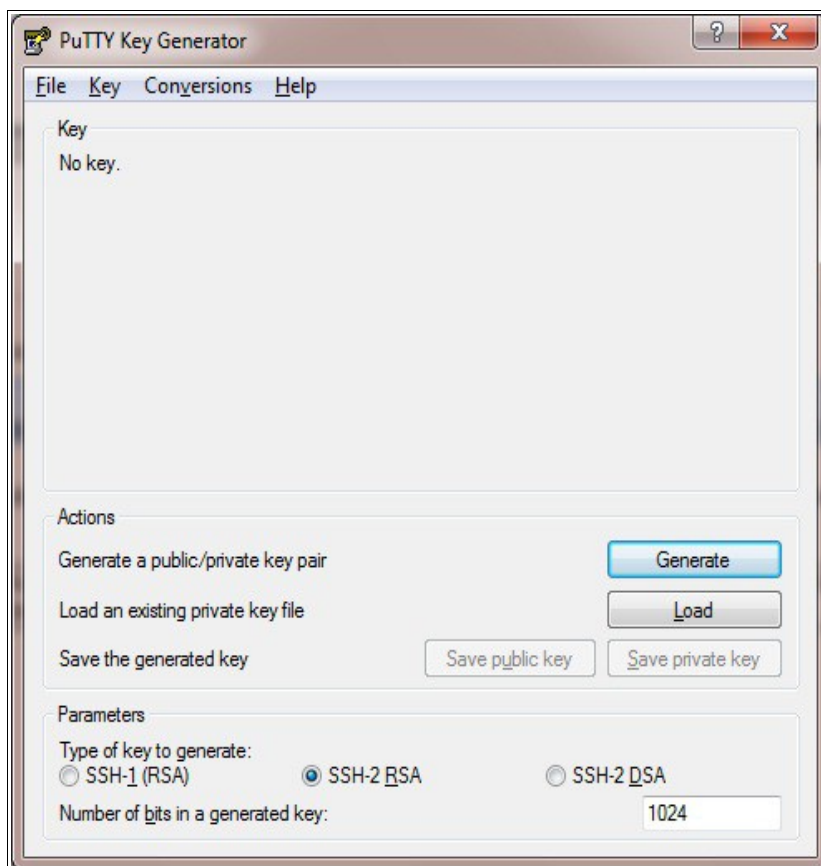 PuTTY Key Generator
File Key Conversions Help
Key
No key.
Actions
Generate a public/private key pair Generate
Load an existing private key file Load
Save the generated key Save public key Save private key
Parameters
Type of key to generate:
SSH-1 (RSA) SSH-2 RSA SSH-2 DSA
Number of bits in a generated key: 1024